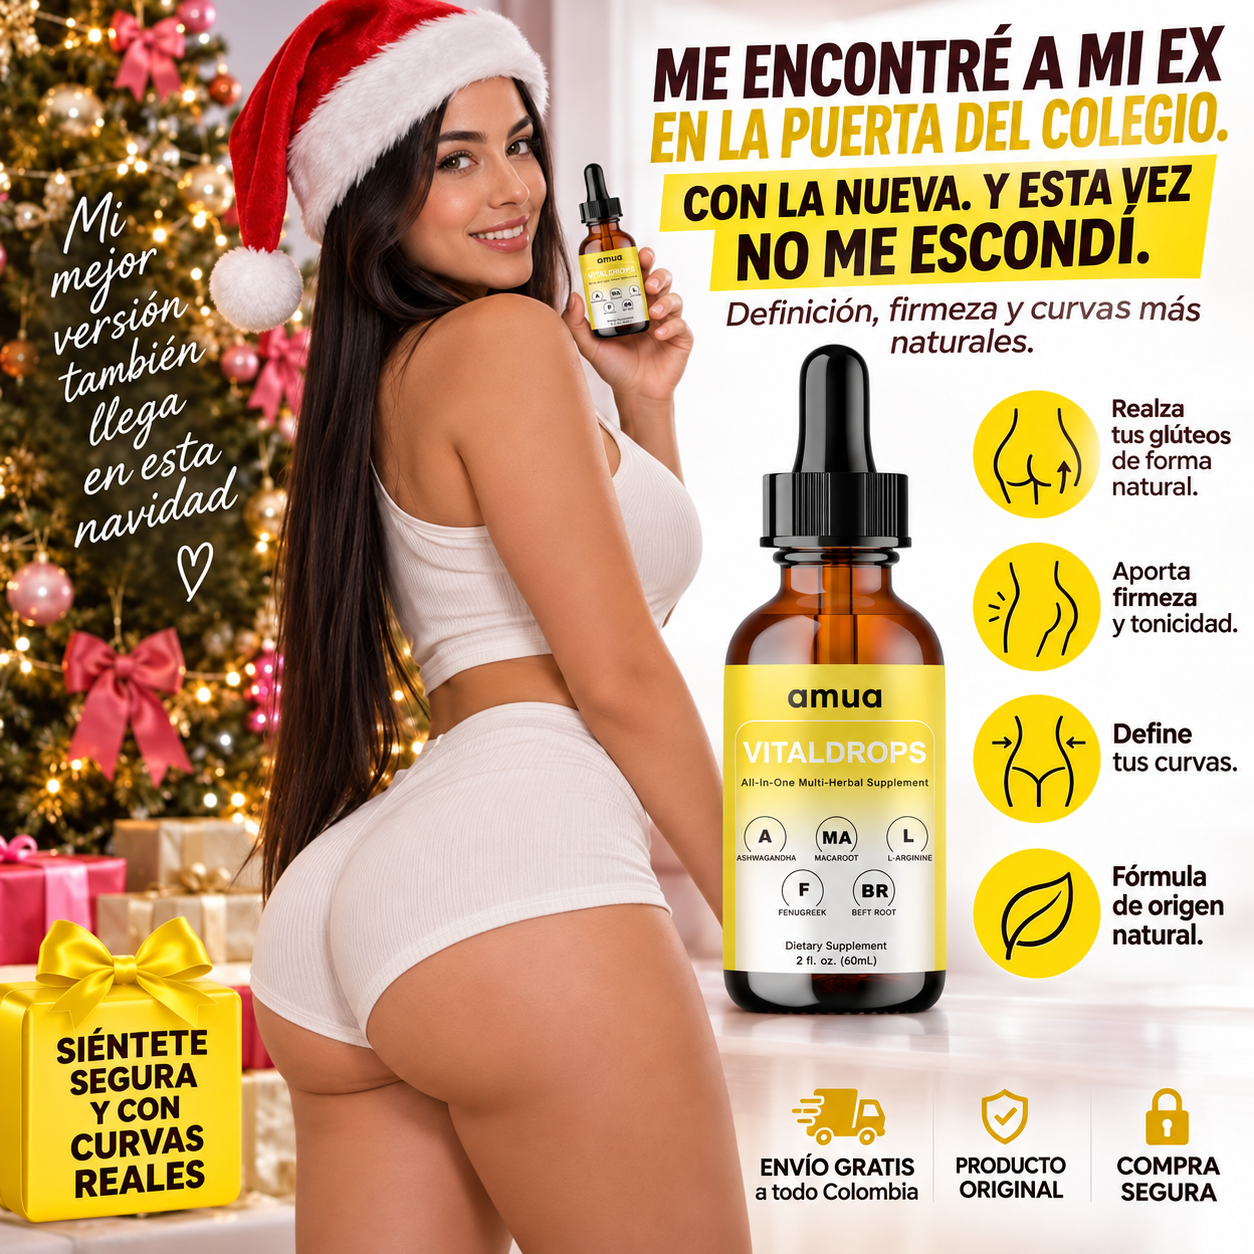 ME ENCONTRÉ A MI EX
EN LA PUERTA DEL COLEGIO.
CON LA NUEVA. Y ESTA VEZ
NO ME ESCONDÍ.
Definición, firmeza y curvas más
naturales.
Mi
mejor
versión
también
llega
en esta
navidad
amua
VITALDROPS
A
MA
L
F
Realza
tus glúteos
de forma
natural.
Aporta
firmeza
y tonicidad.
Define
tus curvas.
Fórmula
de origen
natural.
amua
VITALDROPS
All-In-One Multi-Herbal Supplement
A MA L
ASHWAGANDHA MACAROOT L-ARGININE
F BR
FENUGREEK BEFT ROOT
Dietary Supplement
2 fl. oz. (60mL)
SIÉNTETE
SEGURA
Y CON
CURVAS
REALES
ENVÍO GRATIS
a todo Colombia
PRODUCTO
ORIGINAL
COMPRA
SEGURA